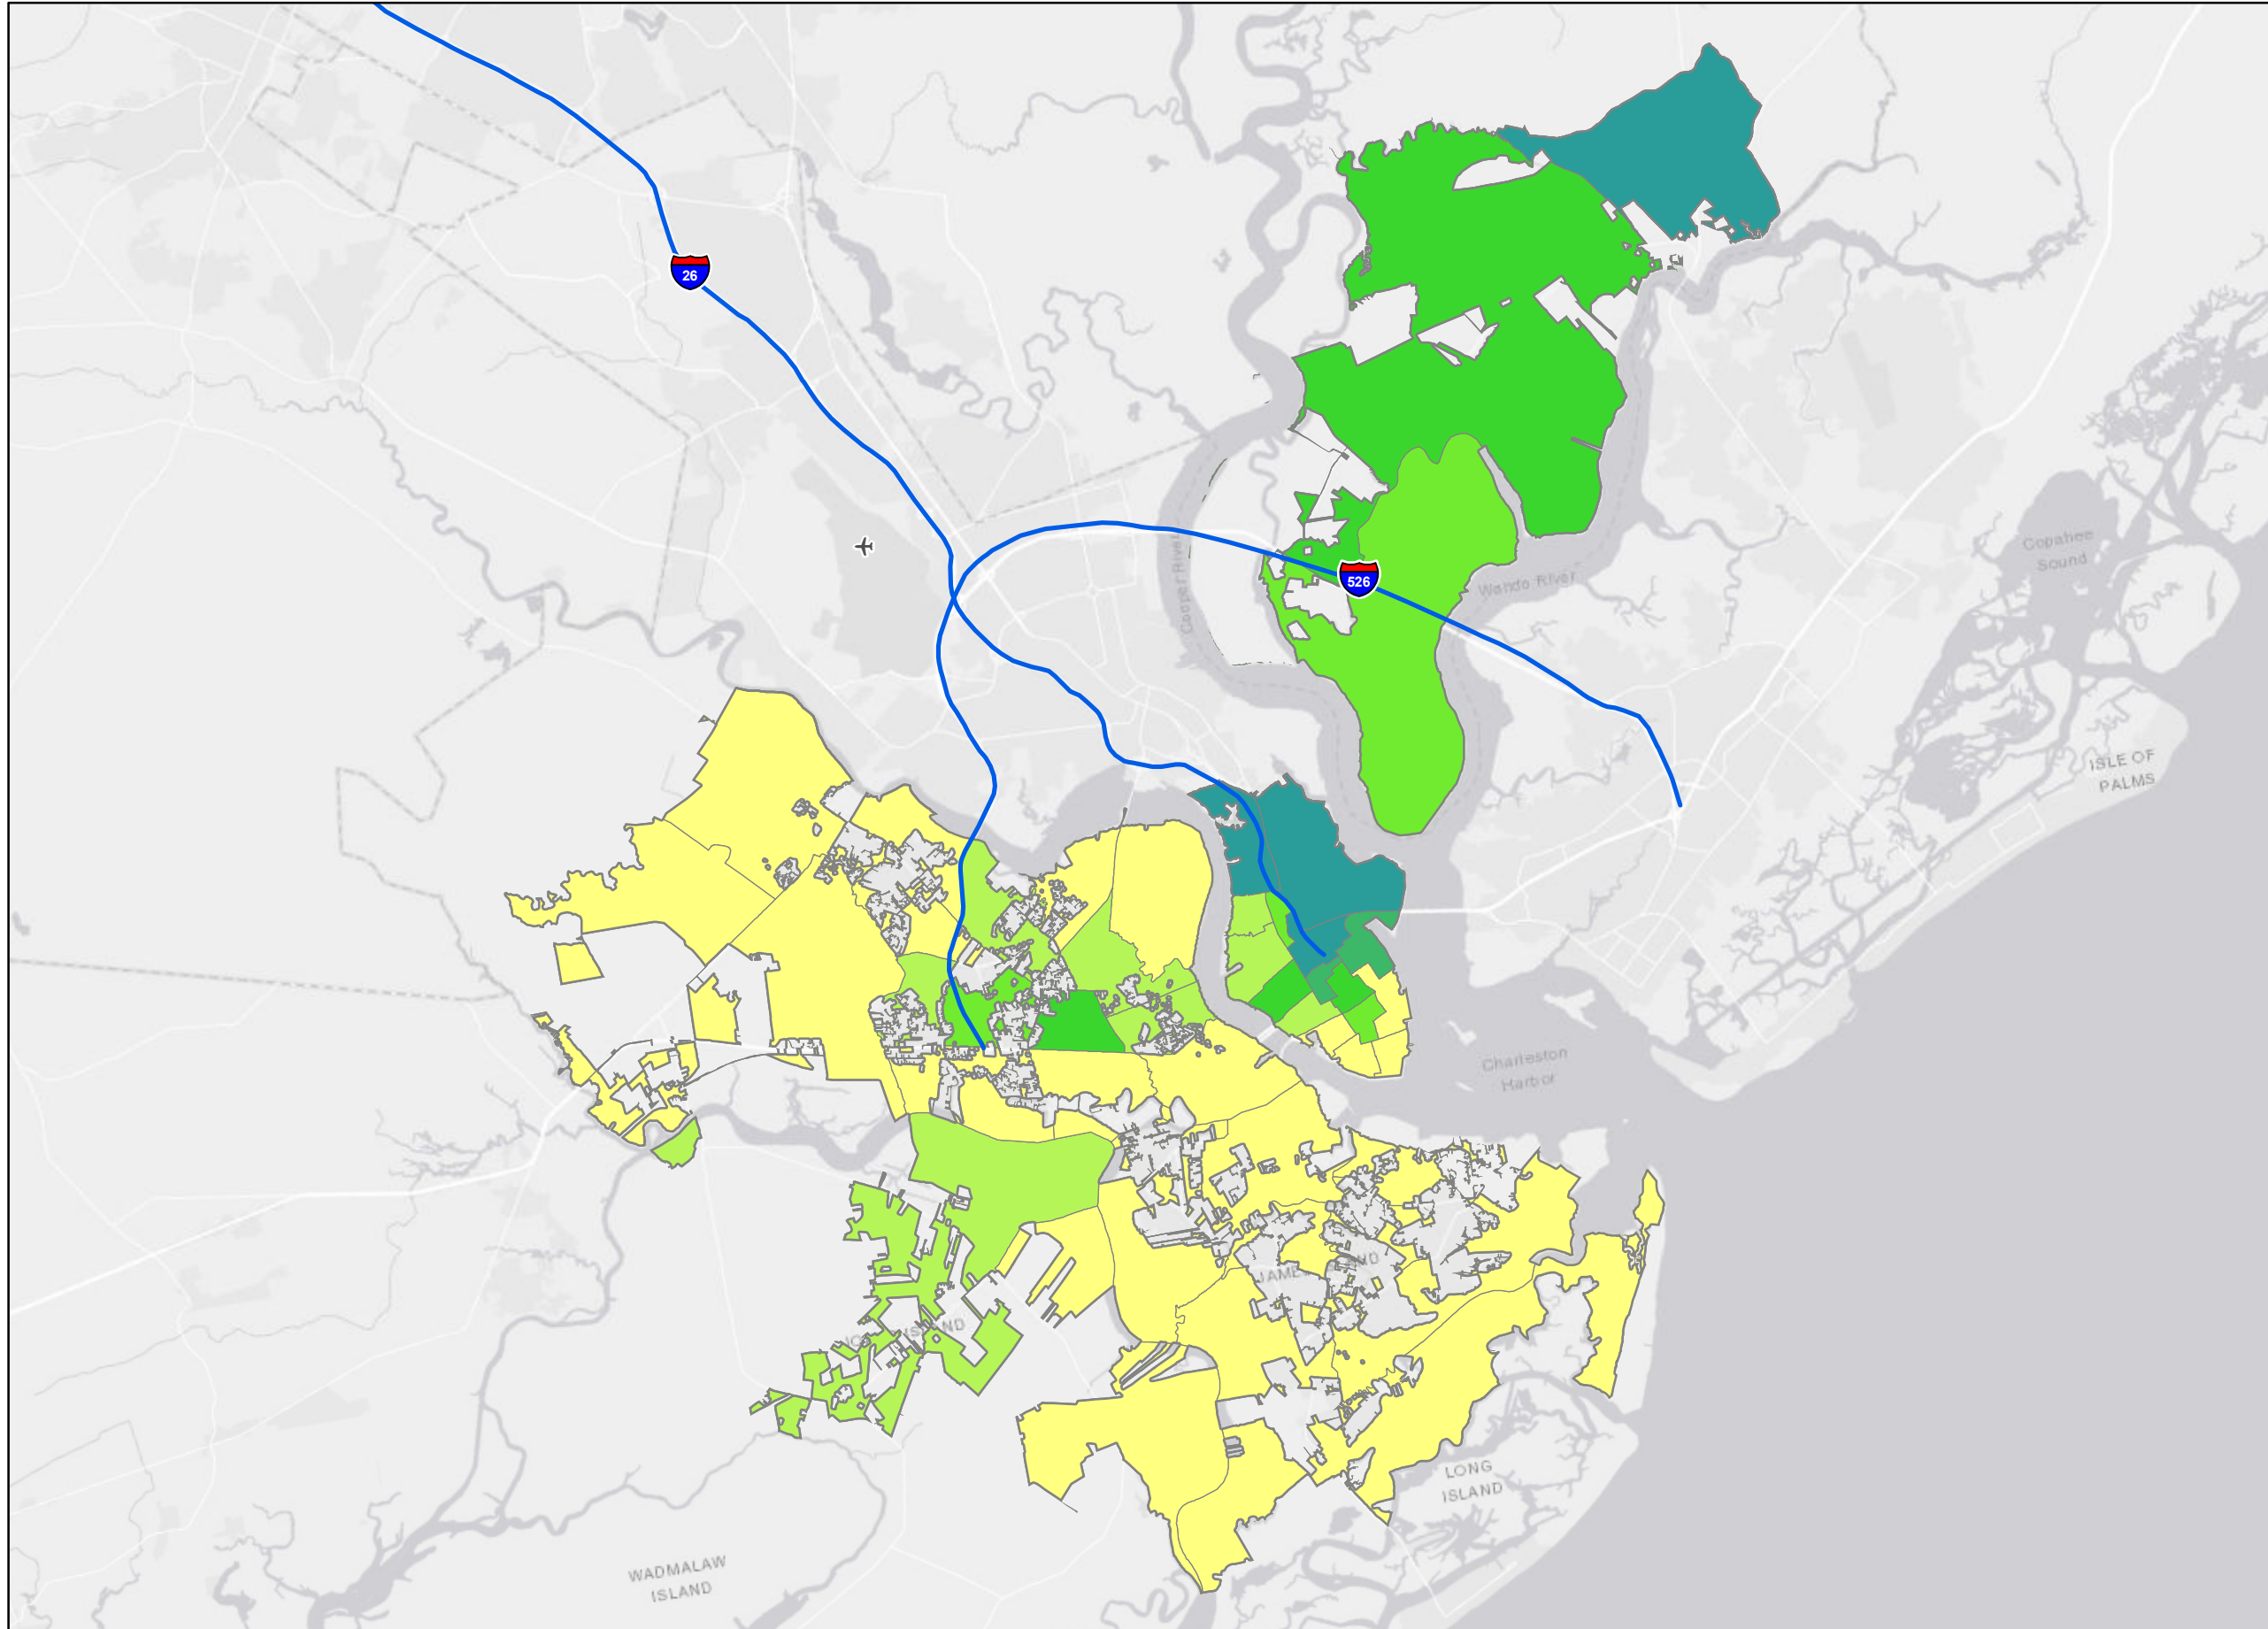 26
Copahee
Sound
526
Wando River
Cooper River
ISLE OF
PALMS
Charleston
Harbor
LONG
ISLAND
WADMALAW
ISLAND